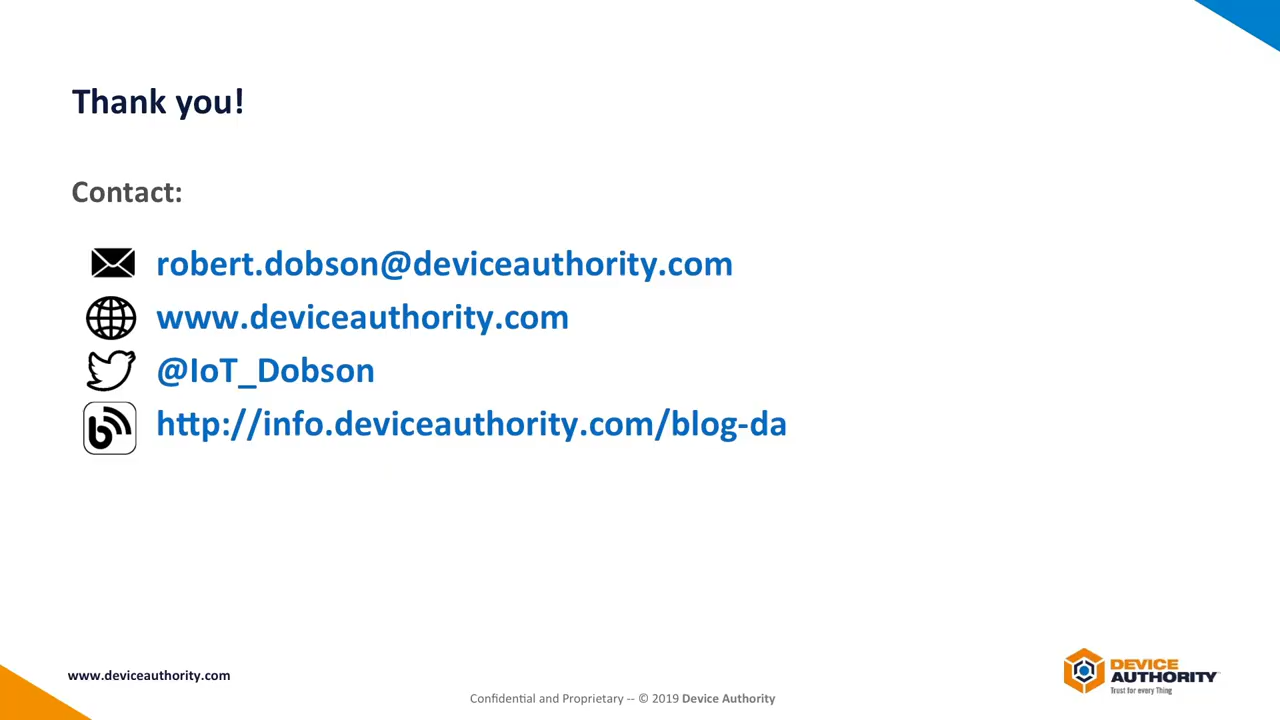 Thank you!
Contact:
robert.dobson@deviceauthority.com
www.deviceauthority.com
@IoT_Dobson
http://info.deviceauthority.com/blog-da
www.deviceauthority.com
Confidential and Proprietary -- © 2019 Device Authority
DEVICE
AUTHORITY™
Trust for every Thing